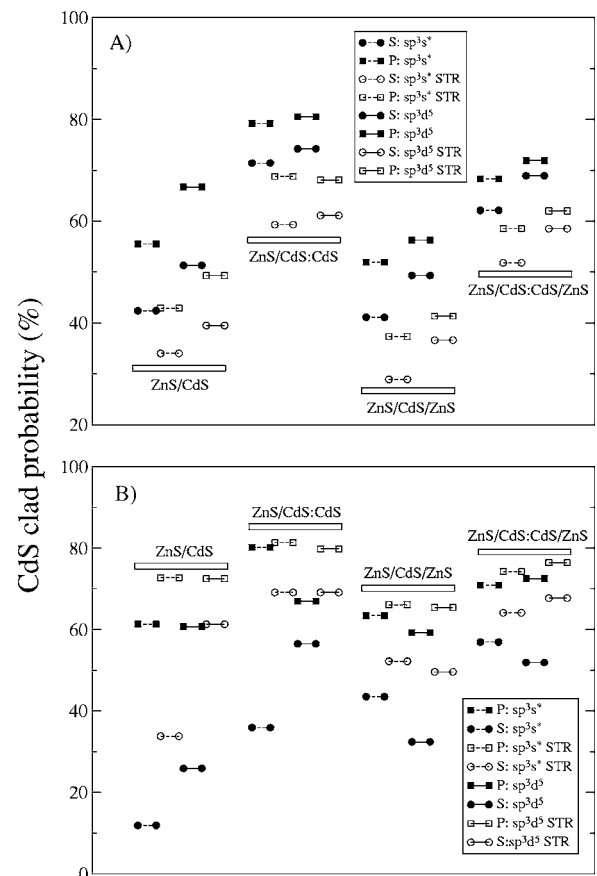 100
A)
S: sp³s*
P: sp³s*
S: sp³s* STR
P: sp³s* STR
S: sp³d⁵
P: sp³d⁵
S: sp³d⁵ STR
P: sp³d⁵ STR
80
60
ZnS/CdS:CdS
ZnS/CdS:CdS/ZnS
40
ZnS/CdS
ZnS/CdS/ZnS
20
CdS clad probability (%)
100
B)
ZnS/CdS:CdS
ZnS/CdS
ZnS/CdS:CdS/ZnS
80
ZnS/CdS/ZnS
60
40
P: sp³s*
S: sp³s*
P: sp³s* STR
S: sp³s* STR
P: sp³d⁵
S: sp³d⁵
P: sp³d⁵ STR
S:sp³d⁵ STR
20
0